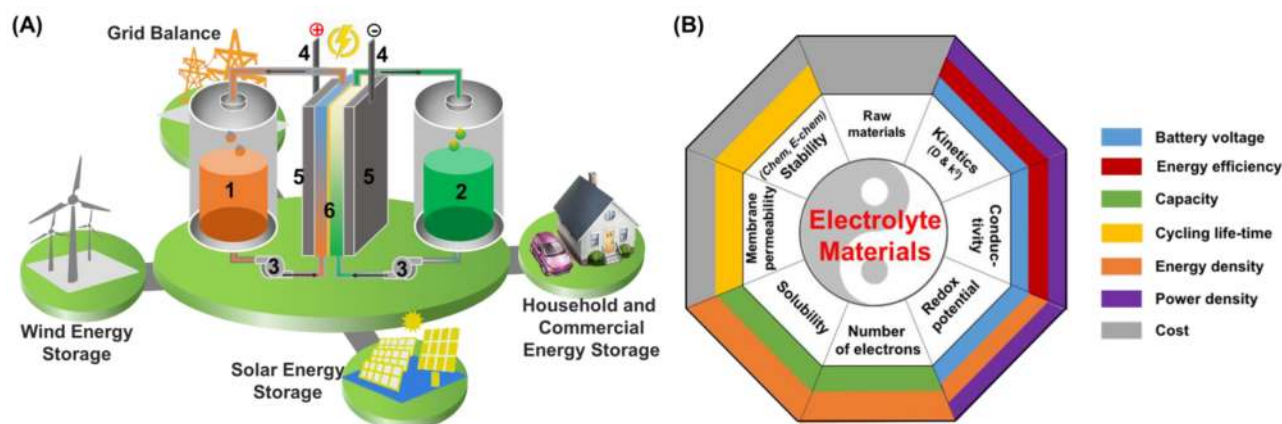 (A)
Grid Balance
+
-
4
4
1
5
5
2
6
3
3
Wind Energy
Storage
Solar Energy
Storage
Household and
Commercial
Energy Storage
(B)
Raw
materials
Kinetics
(D & k⁰)
Conduc-
tivity
Redox
potential
Number
of electrons
Solubility
Membrane
permeability
(Chem, E-chem)
Stability
Electrolyte
Materials
Battery voltage
Energy efficiency
Capacity
Cycling life-time
Energy density
Power density
Cost